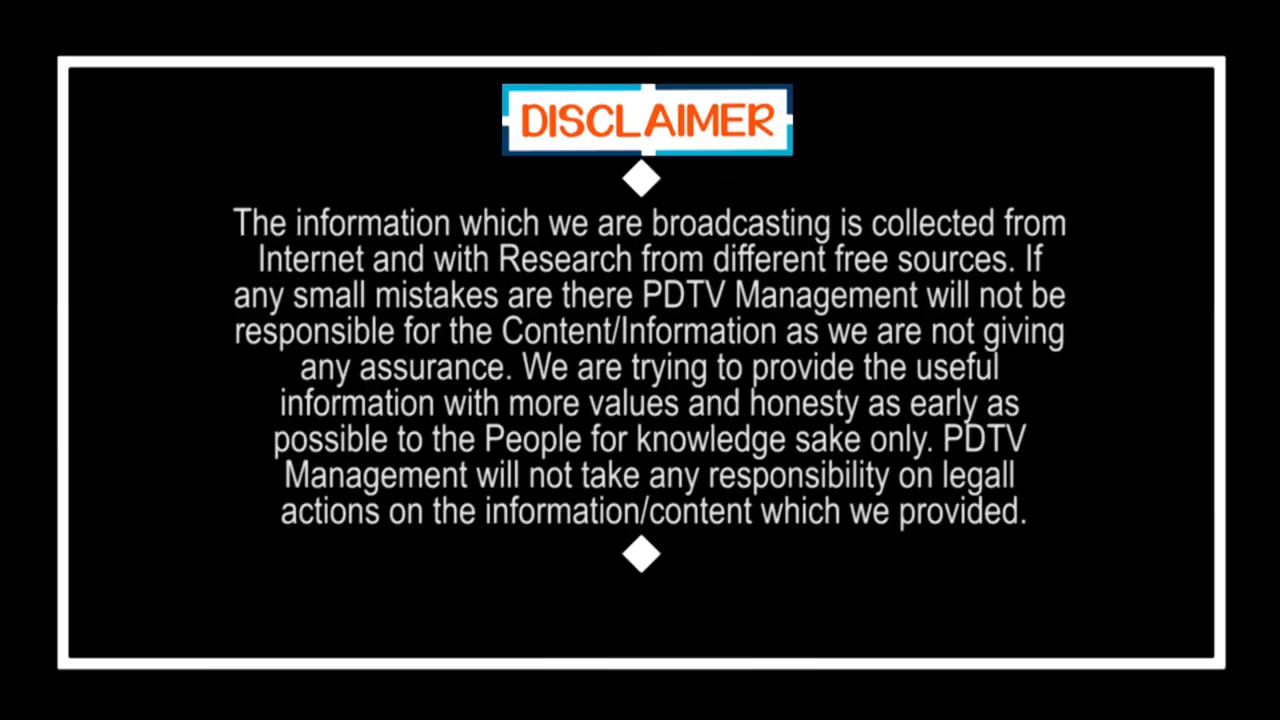 DISCLAIMER
The information which we are broadcasting is collected from
Internet and with Research from different free sources. If
any small mistakes are there PDTV Management will not be
responsible for the Content/Information as we are not giving
any assurance. We are trying to provide the useful
information with more values and honesty as early as
possible to the People for knowledge sake only. PDTV
Management will not take any responsibility on legall
actions on the information/content which we provided.